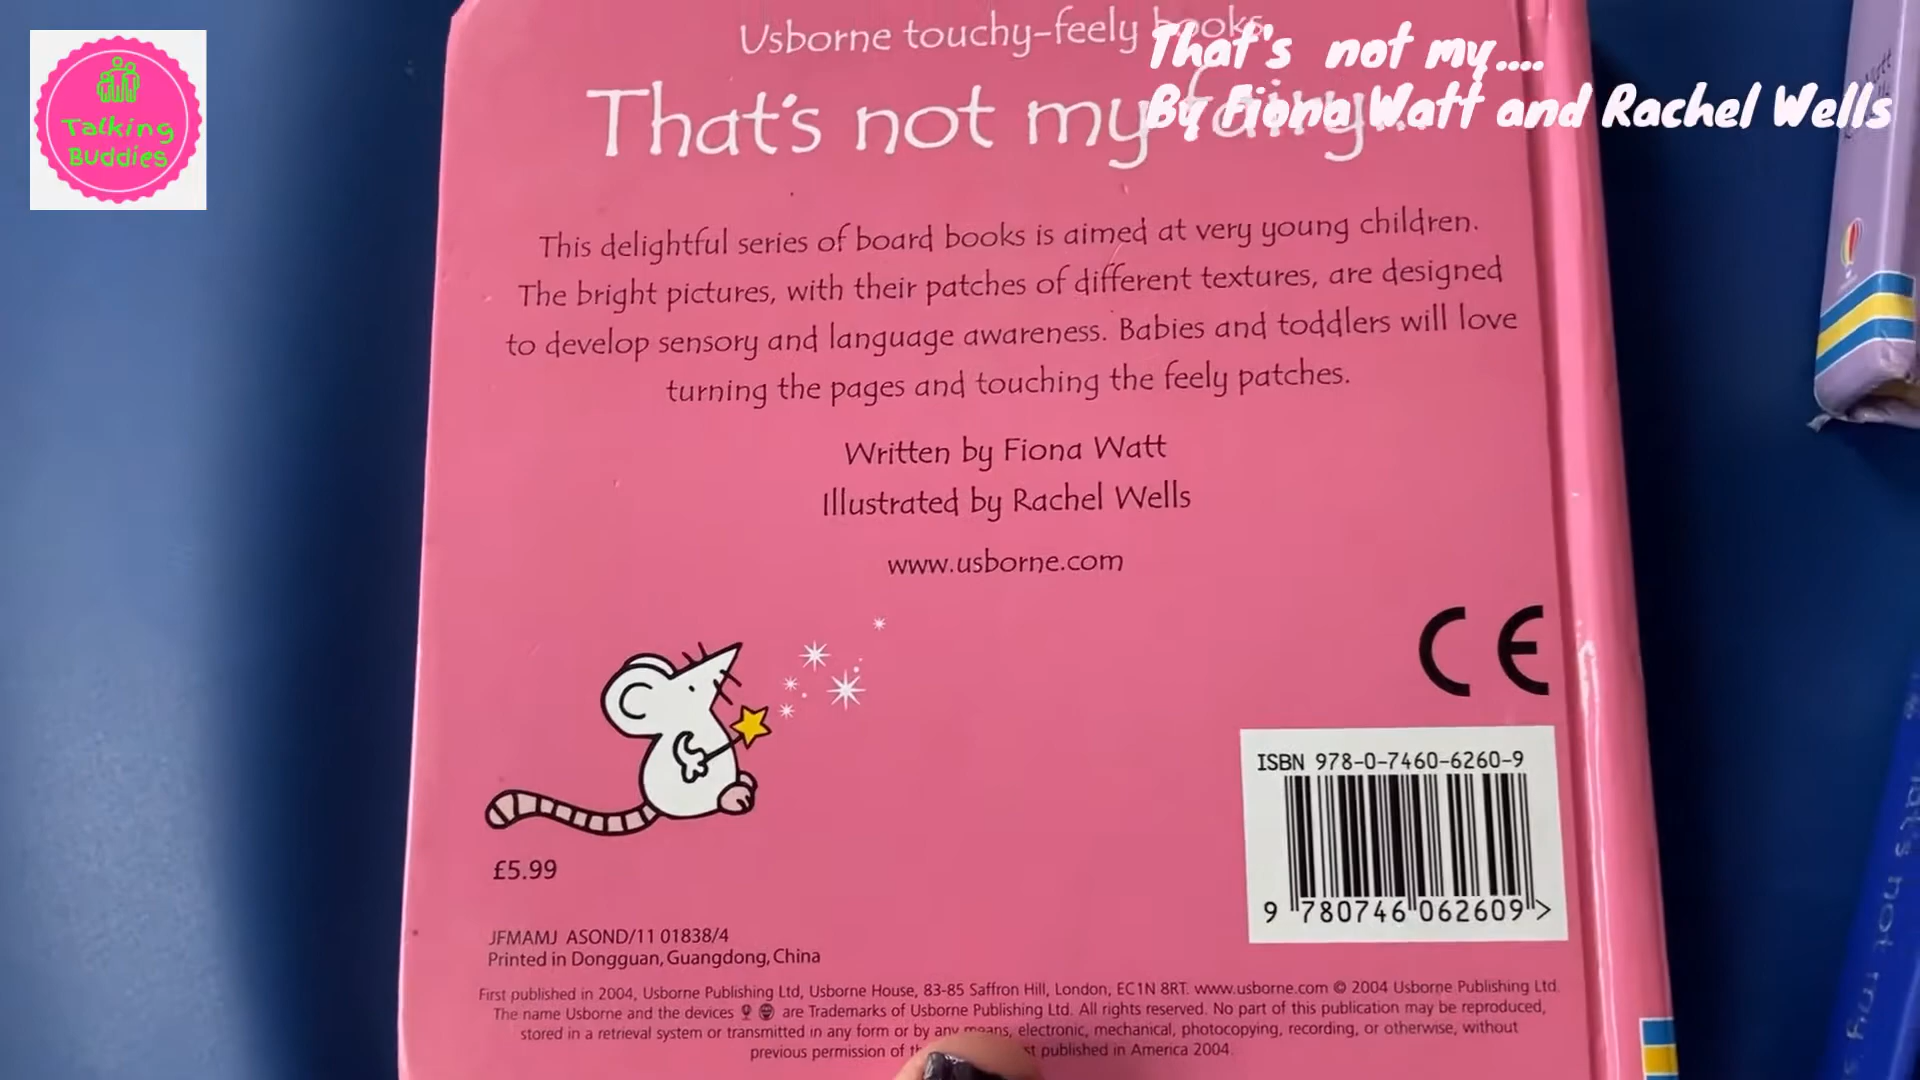 Talking
Buddies
Usborne touchy-feely books
That's not my....
By Fiona Watt and Rachel Wells
That's not my fairy...
This delightful series of board books is aimed at very young children.
The bright pictures, with their patches of different textures, are designed
to develop sensory and language awareness. Babies and toddlers will love
turning the pages and touching the feely patches.
Written by Fiona Watt
Illustrated by Rachel Wells
www.usborne.com
CE
ISBN 978-0-7460-6260-9
9 780746 062609 >
£5.99
JFMAMJ ASOND/11 01838/4
Printed in Dongguan, Guangdong, China
First published in 2004, Usborne Publishing Ltd, Usborne House, 83-85 Saffron Hill, London, EC1N 8RT. www.usborne.com © 2004 Usborne Publishing Ltd.
The name Usborne and the devices are Trademarks of Usborne Publishing Ltd. All rights reserved. No part of this publication may be reproduced,
stored in a retrieval system or transmitted in any form or by any means, electronic, mechanical, photocopying, recording, or otherwise, without
previous permission of published in America 2004.
That's not my